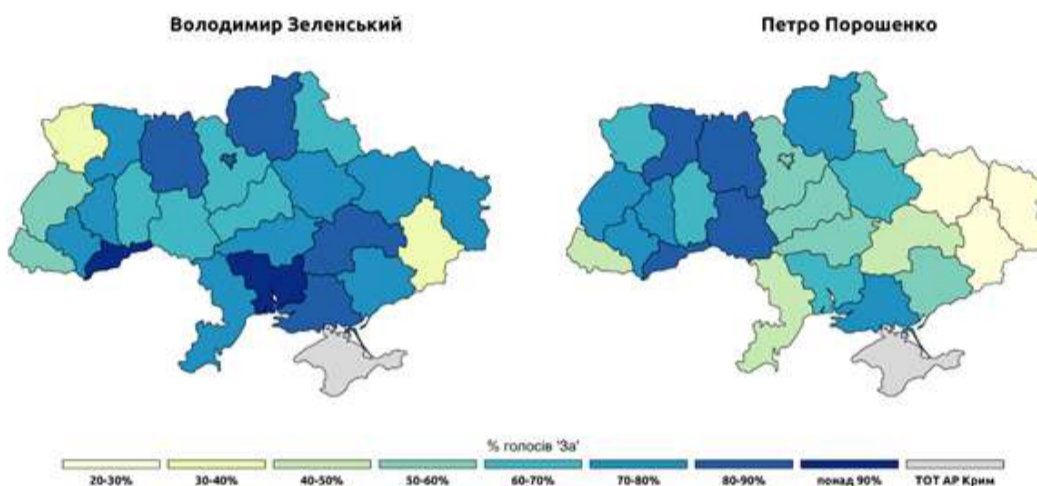 Володимир Зеленський
Петро Порошенко
% голосів 'За'
20-30%
30-40%
40-50%
50-60%
60-70%
70-80%
80-90%
понад 90%
ТОТ АР Крим